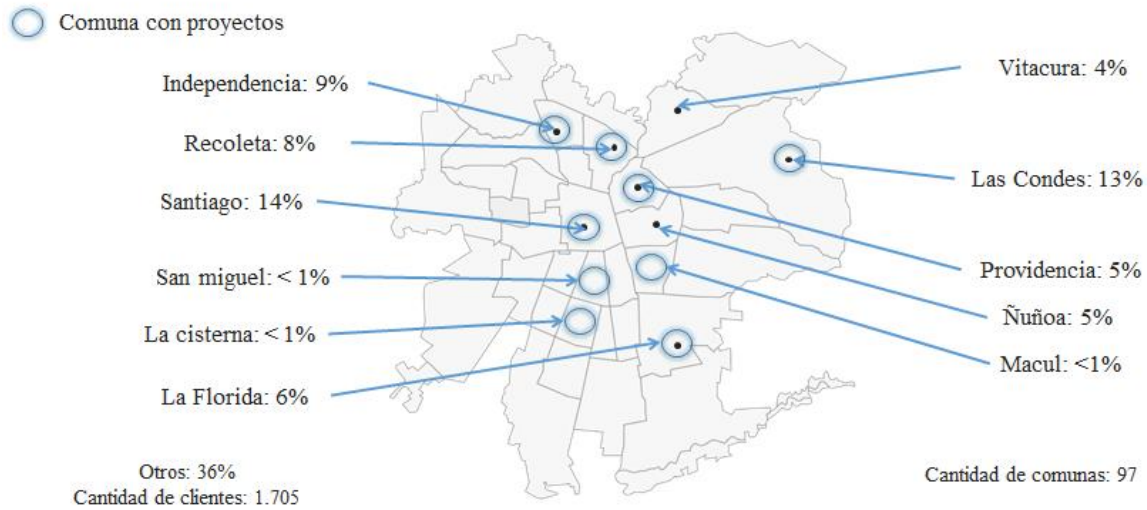 Comuna con proyectos
Independencia: 9%
Recoleta: 8%
Santiago: 14%
San miguel: < 1%
La cisterna: < 1%
La Florida: 6%
Vitacura: 4%
Las Condes: 13%
Providencia: 5%
Ñuñoa: 5%
Macul: <1%
Otros: 36%
Cantidad de clientes: 1.705
Cantidad de comunas: 97